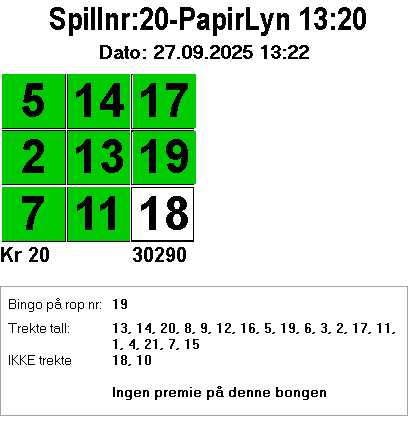 Spillnr:20-PapirLyn 13:20
Dato: 27.09.2025 13:22
5 14 17
2 13 19
7 11 18
Kr 20 30290
Bingo på rop nr: 19
Trekte tall: 13, 14, 20, 8, 9, 12, 16, 5, 19, 6, 3, 2, 17, 11,
1, 4, 21, 7, 15
IKKE trekte 18, 10
Ingen premie på denne bongen